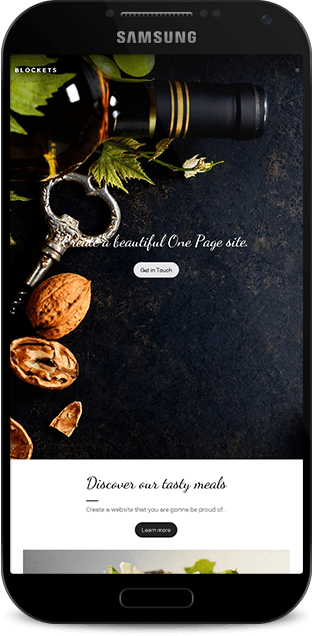 SAMSUNG
BLOCKETS
Create a beautiful One Page site.
Get in Touch
Discover our tasty meals
Create a website that you are gonna be proud of.
Learn more